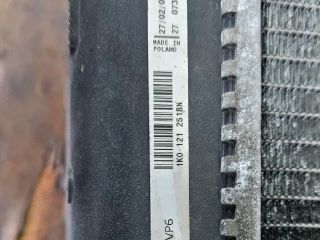 27/02/0
27 073
MADE IN
POLAND
1K0 121 251BN
VP6